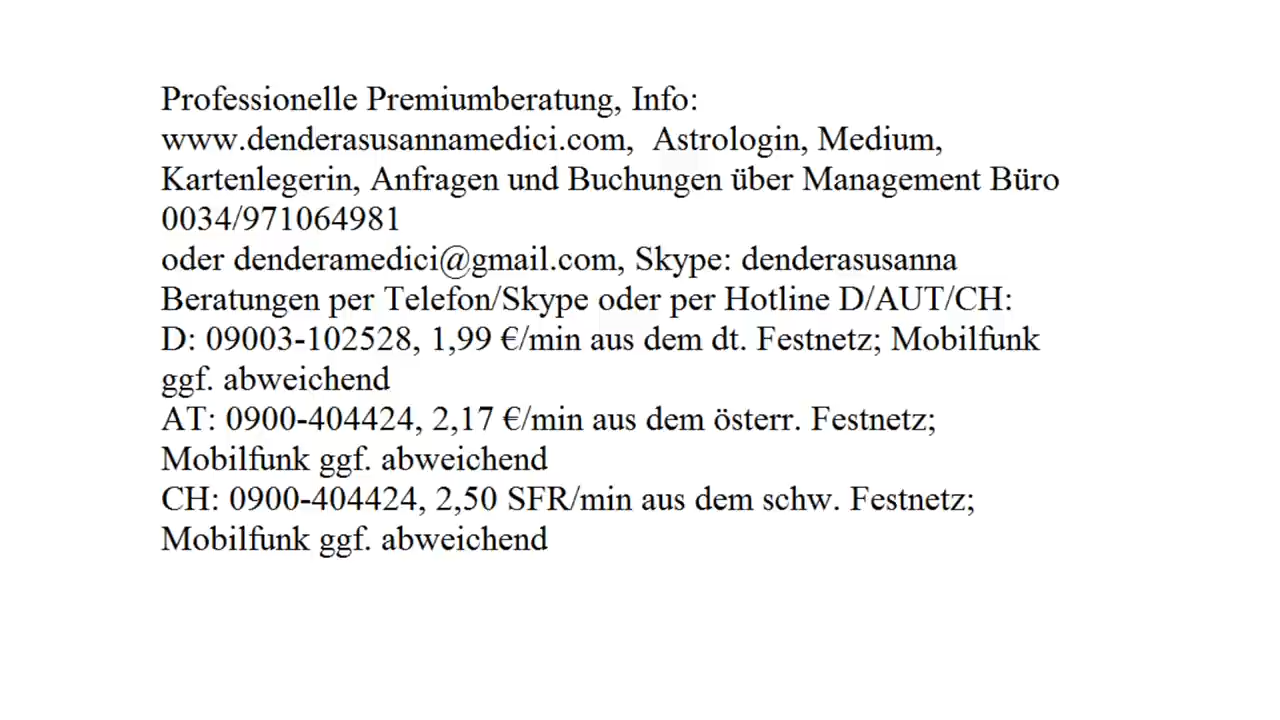 Professionelle Premiumberatung, Info:
www.denderasusannamedici.com,  Astrologin, Medium,
Kartenlegerin, Anfragen und Buchungen über Management Büro
0034/971064981
oder denderamedici@gmail.com, Skype: denderasusanna
Beratungen per Telefon/Skype oder per Hotline D/AUT/CH:
D: 09003-102528, 1,99 €/min aus dem dt. Festnetz; Mobilfunk
ggf. abweichend
AT: 0900-404424, 2,17 €/min aus dem österr. Festnetz;
Mobilfunk ggf. abweichend
CH: 0900-404424, 2,50 SFR/min aus dem schw. Festnetz;
Mobilfunk ggf. abweichend